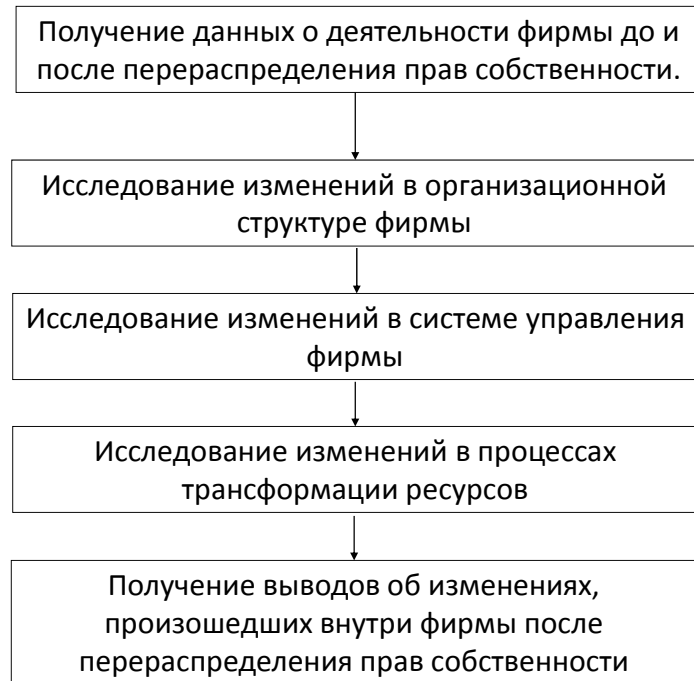 Получение данных о деятельности фирмы до и
после перераспределения прав собственности.
Исследование изменений в организационной
структуре фирмы
Исследование изменений в системе управления
фирмы
Исследование изменений в процессах
трансформации ресурсов
Получение выводов об изменениях,
произошедших внутри фирмы после
перераспределения прав собственности